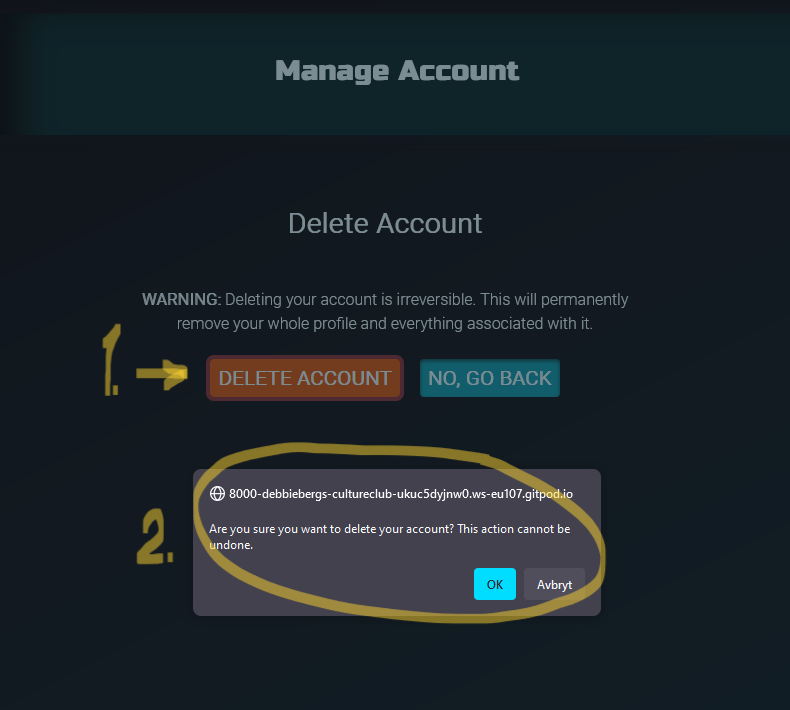 Manage Account
Delete Account
WARNING: Deleting your account is irreversible. This will permanently
remove your whole profile and everything associated with it.
1.
DELETE ACCOUNT
NO, GO BACK
2.
8000-debbiebergs-cultureclub-ukuc5dyjnw0.ws-eu107.gitpod.io
Are you sure you want to delete your account? This action cannot be
undone.
OK
Avbryt